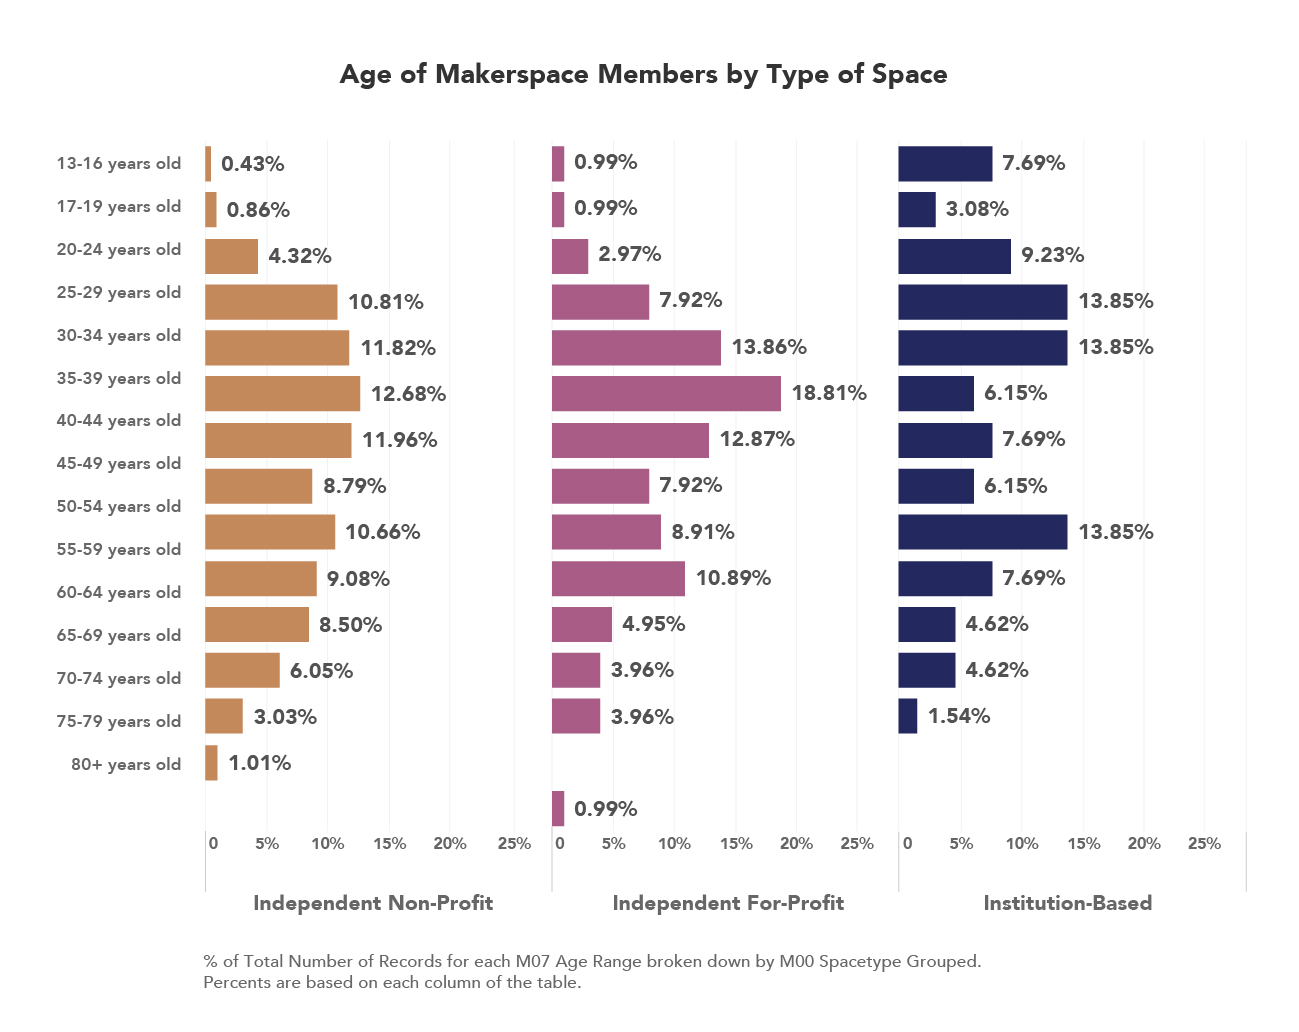 Age of Makerspace Members by Type of Space
13-16 years old 0.43% 0.99% 7.69%
17-19 years old 0.86% 0.99% 3.08%
20-24 years old 4.32% 2.97% 9.23%
25-29 years old 10.81% 7.92% 13.85%
30-34 years old 11.82% 13.86% 13.85%
35-39 years old 12.68% 18.81% 6.15%
40-44 years old 11.96% 12.87% 7.69%
45-49 years old 8.79% 7.92% 6.15%
50-54 years old 10.66% 8.91% 13.85%
55-59 years old 9.08% 10.89% 7.69%
60-64 years old 8.50% 4.95% 4.62%
65-69 years old 6.05% 3.96% 4.62%
70-74 years old 3.03% 3.96% 1.54%
75-79 years old 1.01%
80+ years old 0.99%
0 5% 10% 15% 20% 25% 0 5% 10% 15% 20% 25% 0 5% 10% 15% 20% 25%
Independent Non-Profit Independent For-Profit Institution-Based
% of Total Number of Records for each M07 Age Range broken down by M00 Spacetype Grouped.
Percents are based on each column of the table.